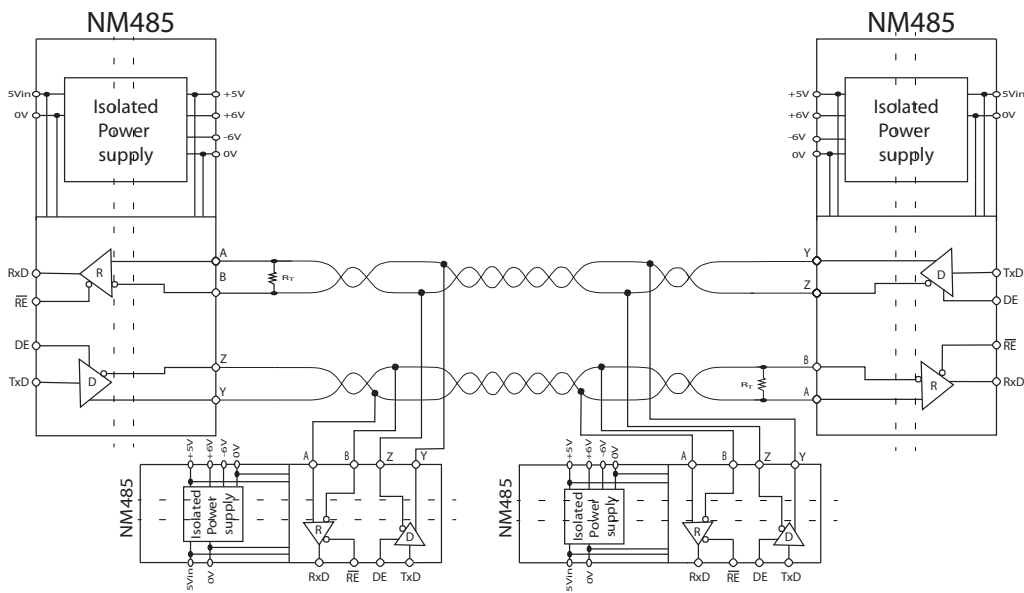 NM485
NM485
5Vin
0V
Isolated
Power
supply
+5V
+6V
-6V
0V
+5V
+6V
-6V
0V
Isolated
Power
supply
5Vin
0V
RxD
RE
R
A
B
RT
Y
Z
D
TxD
DE
DE
TxD
D
Z
Y
RT
B
A
R
RE
RxD
NM485
+5V
+6V
-6V
0V
A
B
Z
Y
Isolated
Power
supply
R
D
5Vin
0V
RxD
RE
DE
TxD
NM485
+5V
+6V
-6V
0V
A
B
Z
Y
Isolated
Power
supply
R
D
5Vin
0V
RxD
RE
DE
TxD